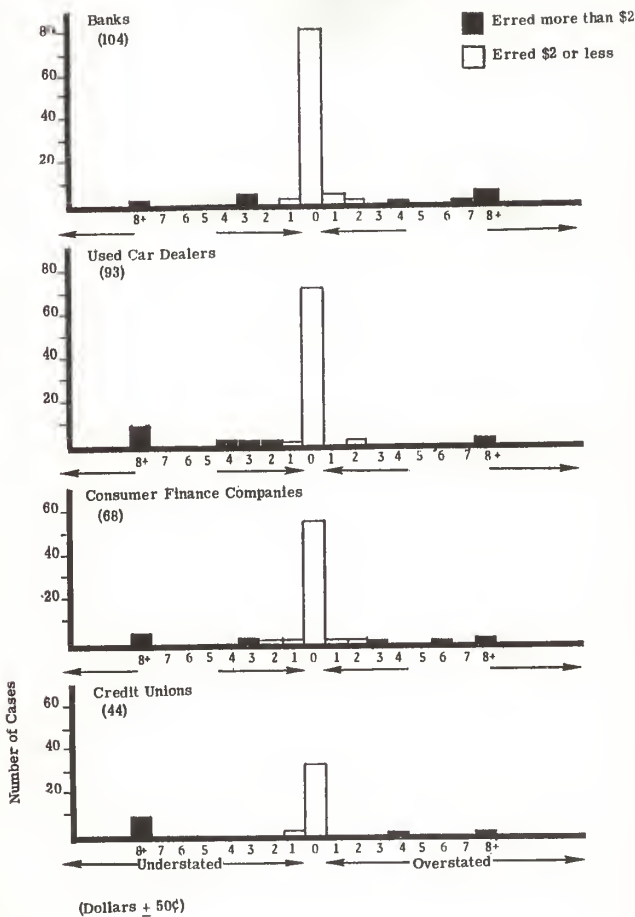 Banks
(104)
Erred more than $2
Erred $2 or less
80
60
40
20
8+ 7 6 5 4 3 2 1 0 1 2 3 4 5 6 7 8+
Used Car Dealers
(93)
80
60
40
20
8+ 7 6 5 4 3 2 1 0 1 2 3 4 5 6 7 8+
Consumer Finance Companies
(68)
60
40
20
8+ 7 6 5 4 3 2 1 0 1 2 3 4 5 6 7 8+
Credit Unions
(44)
60
40
20
8+ 7 6 5 4 3 2 1 0 1 2 3 4 5 6 7 8+
Understated Overstated
Number of Cases
(Dollars ± 50¢)